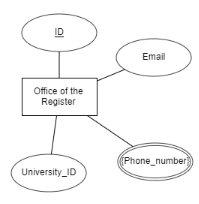 ID
Email
Office of the
Register
Phone_number
University_ID